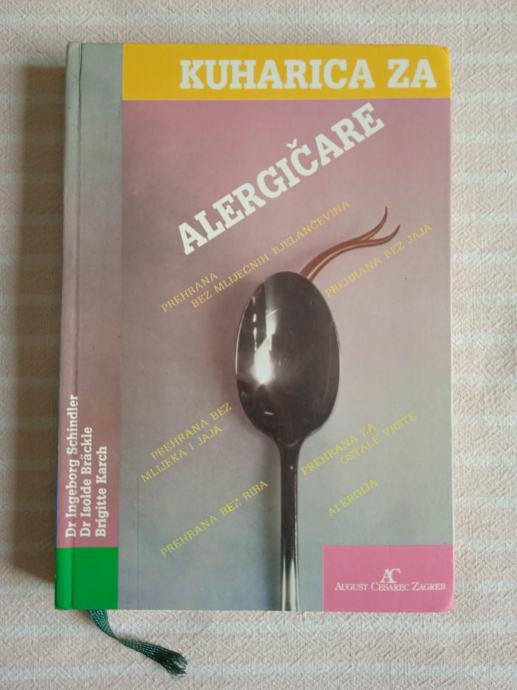 KUHARICA ZA
ALERGIČARE
PREHRANA
BEZ MLIJEČNIH BJELANČEVINA
PREHRANA BEZ JAJA
PREHRANA BEZ
MLIJEKA I JAJA
PREHRANA ZA
OSTALE VRSTE
ALERGIJA
PREHRANA BEZ RIBA
Dr Ingeborg Schindler
Dr Isolde Bräckle
Brigitte Karch
AC
AUGUST CESAREC ZAGREB